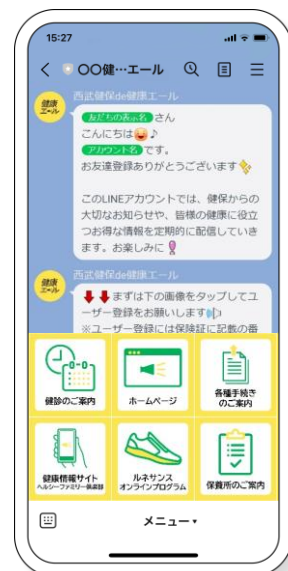 15:27
〇〇健…エール
西武健保de健康エール
健康
エール
友だちの表示名 さん
こんにちは😄♪
アカウント名 です。
お友達登録ありがとうございます
このLINEアカウントでは、健保からの
大切なお知らせや、皆様の健康に役立
つお得な情報を定期的に配信していき
ます。お楽しみに
西武健保de健康エール
健康
エール
まずは下の画像をタップしてユ
ーザー登録をお願いします
※ユーザー登録には保険証に記載の番
健診のご案内
ホームページ
各種手続き
のご案内
健康情報サイト
ヘルシーファミリー倶楽部
ルネサンス
オンラインプログラム
保養所のご案内
メニュー▾